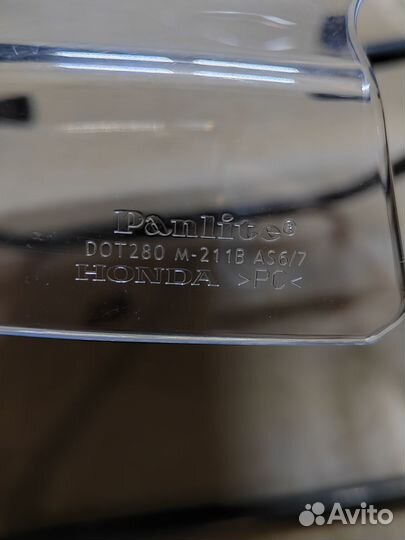 Panlite®
DOT280 M-211B AS6/7
HONDA >PC<
Avito